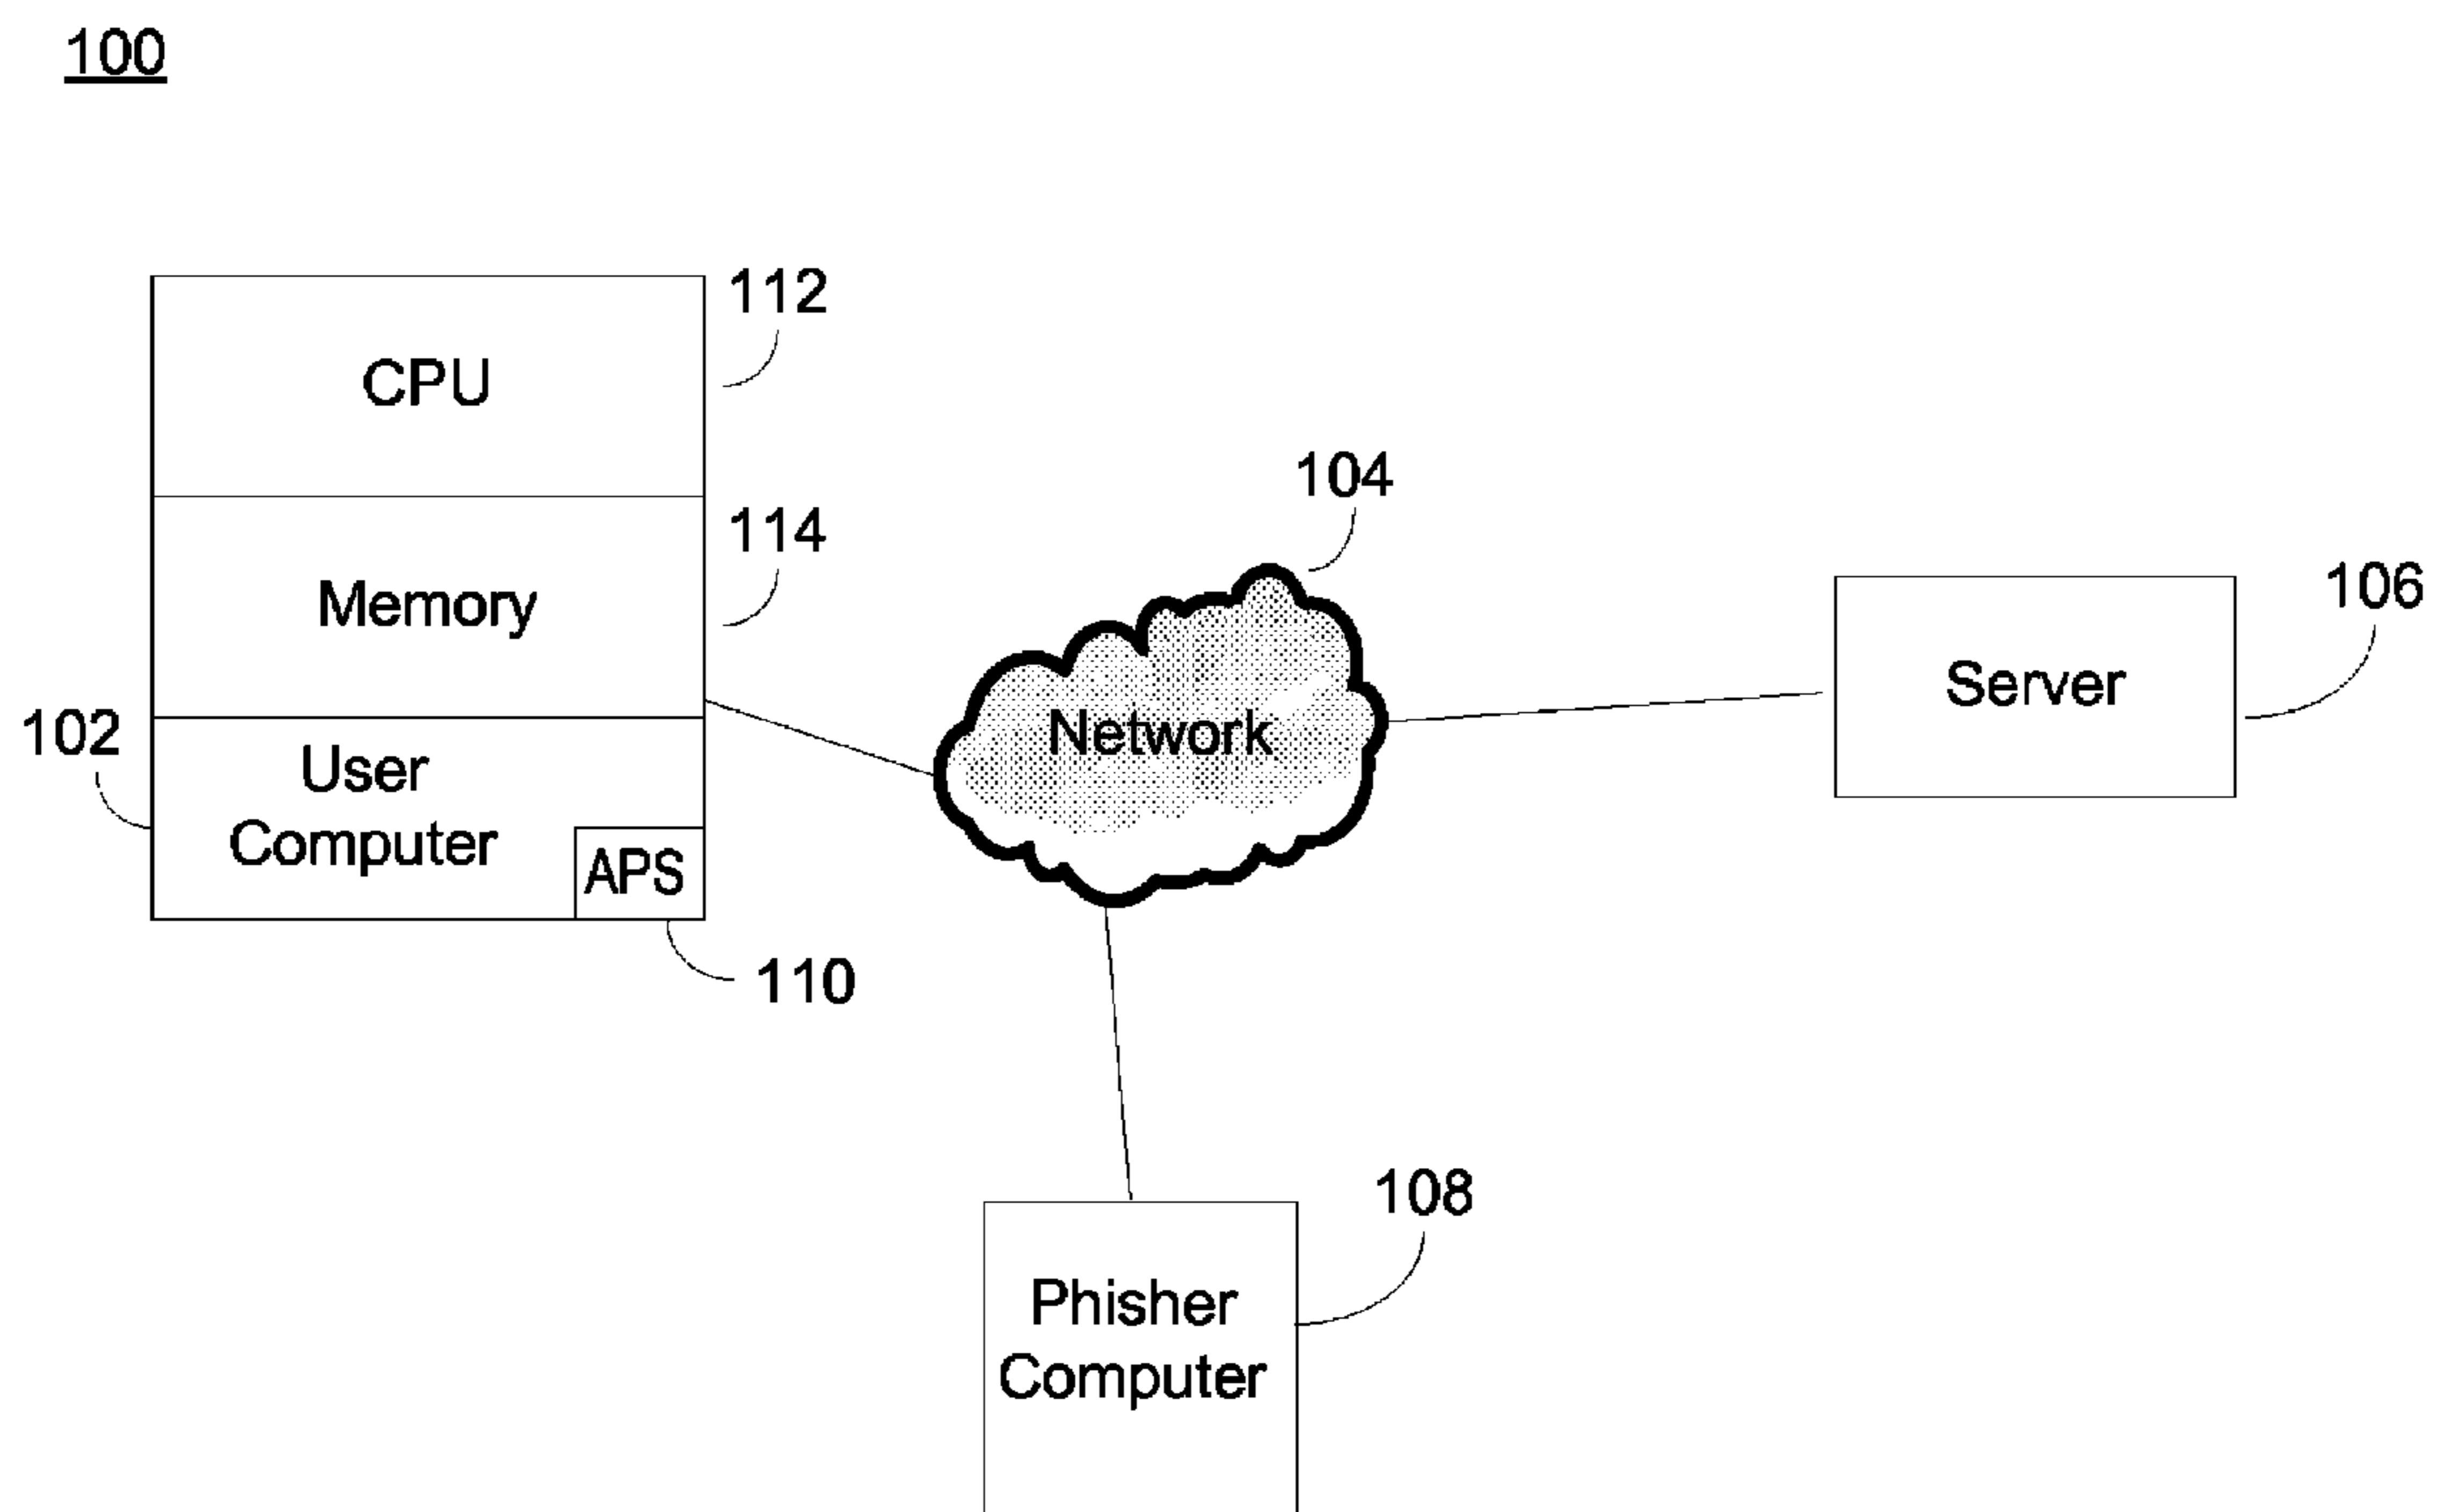 100
112
CPU
104
114
106
Memory
Server
102
Network
User
Computer
APS
110
108
Phisher
Computer